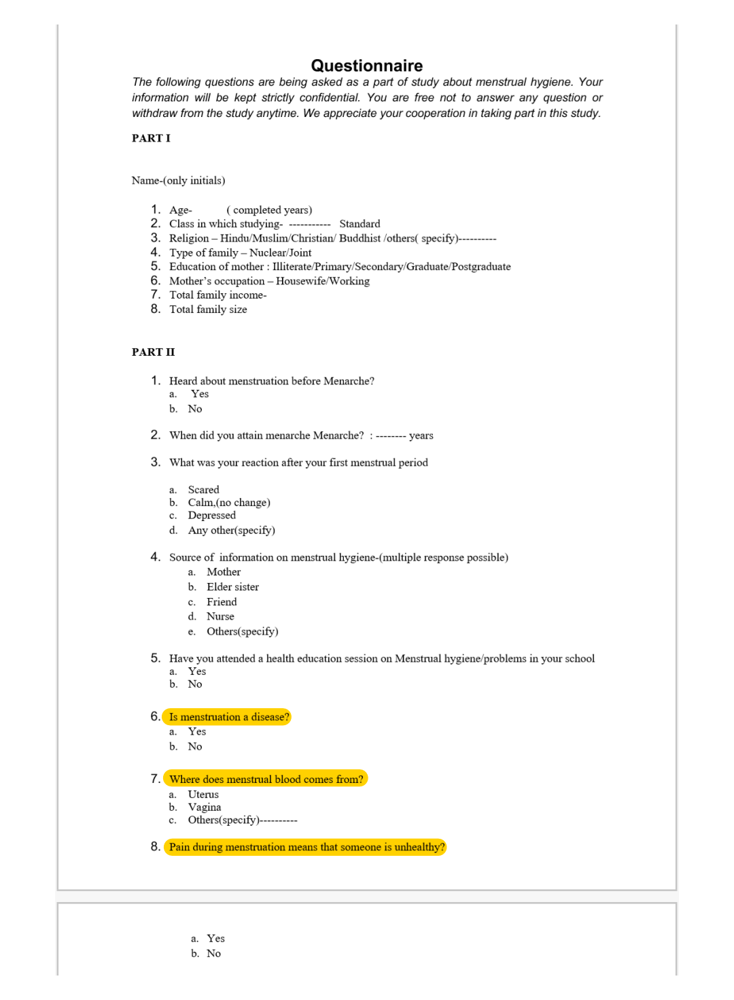 Questionnaire
The following questions are being asked as a part of study about menstrual hygiene. Your
information will be kept strictly confidential. You are free not to answer any question or
withdraw from the study anytime. We appreciate your cooperation in taking part in this study.
PART I
Name-(only initials)
1. Age- ( completed years)
2. Class in which studying- ----------- Standard
3. Religion – Hindu/Muslim/Christian/ Buddhist /others( specify)----------
4. Type of family – Nuclear/Joint
5. Education of mother : Illiterate/Primary/Secondary/Graduate/Postgraduate
6. Mother’s occupation – Housewife/Working
7. Total family income-
8. Total family size
PART II
1. Heard about menstruation before Menarche?
a. Yes
b. No
2. When did you attain menarche Menarche? : -------- years
3. What was your reaction after your first menstrual period
a. Scared
b. Calm,(no change)
c. Depressed
d. Any other(specify)
4. Source of information on menstrual hygiene-(multiple response possible)
a. Mother
b. Elder sister
c. Friend
d. Nurse
e. Others(specify)
5. Have you attended a health education session on Menstrual hygiene/problems in your school
a. Yes
b. No
6. Is menstruation a disease?
a. Yes
b. No
7. Where does menstrual blood comes from?
a. Uterus
b. Vagina
c. Others(specify)----------
8. Pain during menstruation means that someone is unhealthy?
a. Yes
b. No